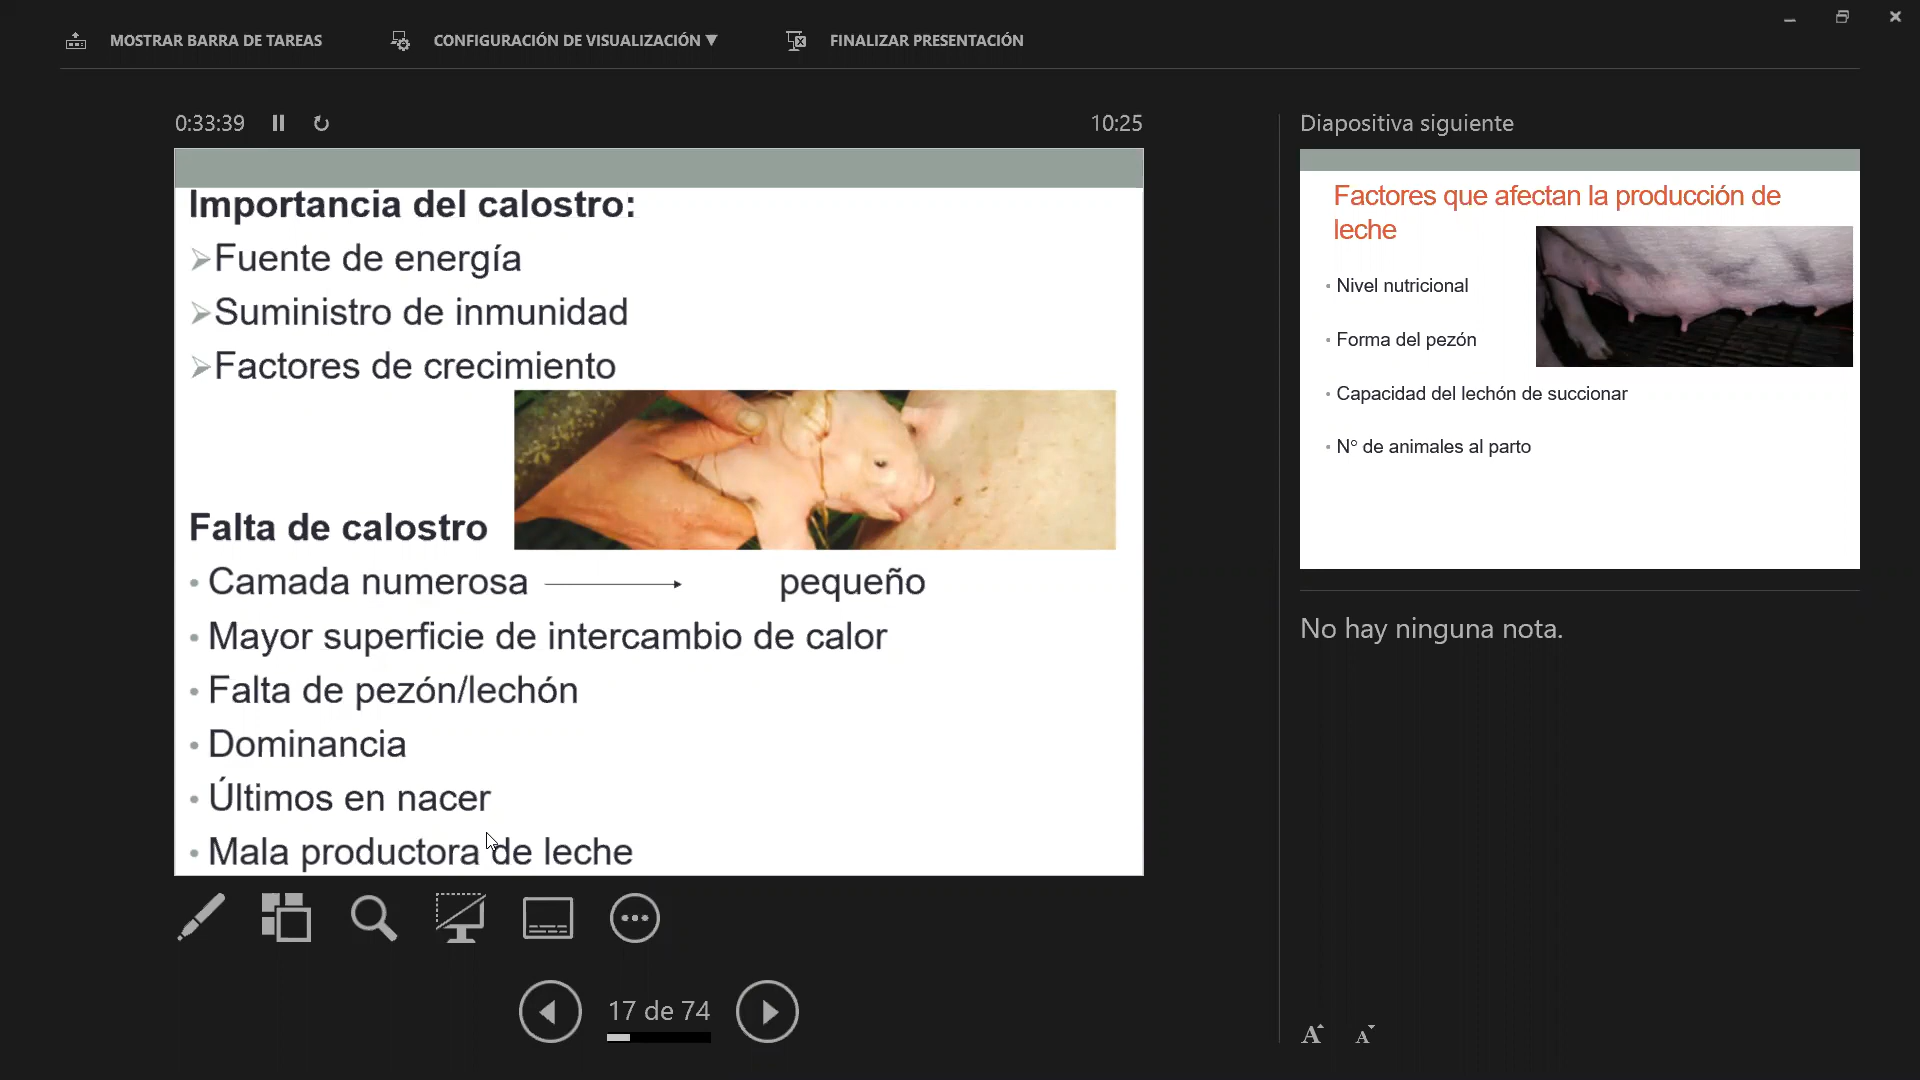 MOSTRAR BARRA DE TAREAS
CONFIGURACIÓN DE VISUALIZACIÓN ▼
FINALIZAR PRESENTACIÓN
0:33:39
10:25
Importancia del calostro:
Fuente de energía
Suministro de inmunidad
Factores de crecimiento
Falta de calostro
• Camada numerosa pequeño
• Mayor superficie de intercambio de calor
• Falta de pezón/lechón
• Dominancia
• Últimos en nacer
• Mala productora de leche
17 de 74
Diapositiva siguiente
Factores que afectan la producción de
leche
• Nivel nutricional
• Forma del pezón
• Capacidad del lechón de succionar
• N° de animales al parto
No hay ninguna nota.
A A